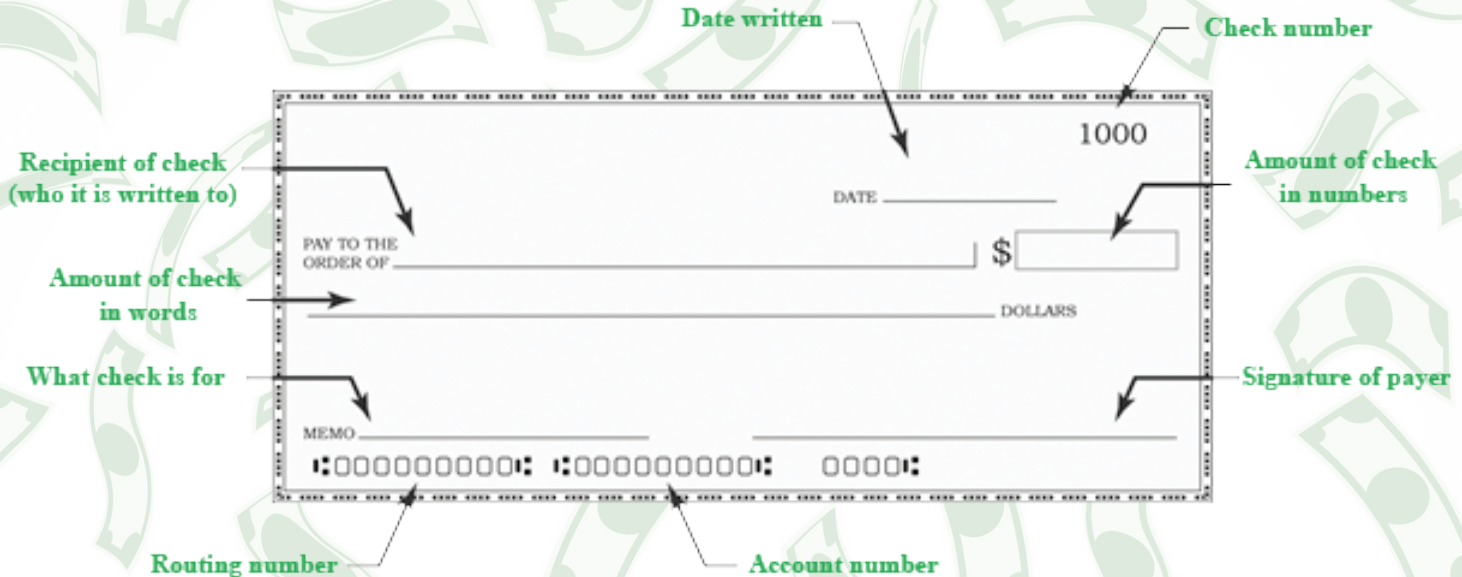 Date written
Check number
1000
Recipient of check
(who it is written to)
Amount of check
in numbers
DATE
PAY TO THE
ORDER OF
$
Amount of check
in words
DOLLARS
What check is for
Signature of payer
MEMO
⑆000000000⑆ ⑆000000000⑆ 0000⑆
Routing number
Account number